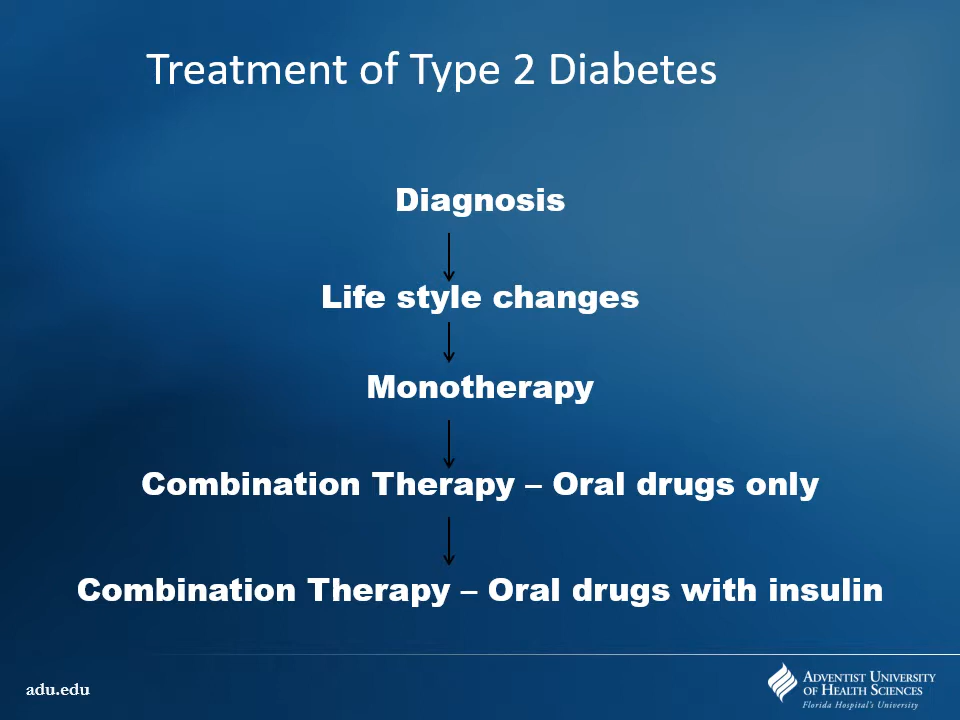 Treatment of Type 2 Diabetes
Diagnosis
Life style changes
Monotherapy
Combination Therapy – Oral drugs only
Combination Therapy – Oral drugs with insulin
adu.edu
ADVENTIST UNIVERSITY
OF HEALTH SCIENCES
Florida Hospital's University